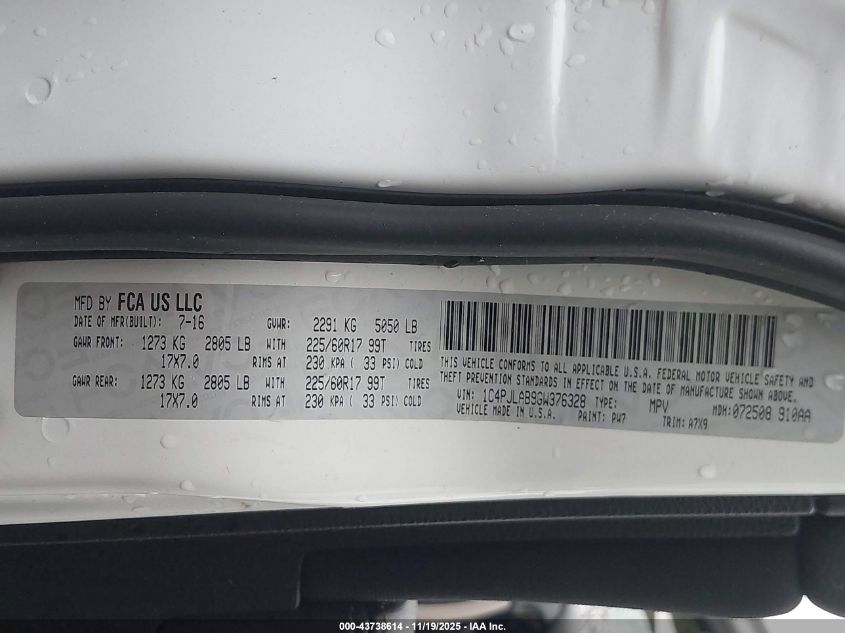 MFD BY FCA US LLC
DATE OF MFR(BUILT): 7-16 GVWR: 2291 KG 5050 LB
GAWR FRONT: 1273 KG 2805 LB WITH 225/60R17 99T TIRES
17X7.0 RIMS AT 230 KPA ( 33 PSI) COLD
GAWR REAR: 1273 KG 2805 LB WITH 225/60R17 99T TIRES
17X7.0 RIMS AT 230 KPA ( 33 PSI) COLD
THIS VEHICLE CONFORMS TO ALL APPLICABLE U.S.A. FEDERAL MOTOR VEHICLE SAFETY AND
THEFT PREVENTION STANDARDS IN EFFECT ON THE DATE OF MANUFACTURE SHOWN ABOVE.
VIN: 1C4PJLAB9GW376328 TYPE: MPV MDH: 072508 910AA
VEHICLE MADE IN U.S.A. PAINT: PW7 TRIM: A7X9
000-43738614 - 11/19/2025 - IAA Inc.